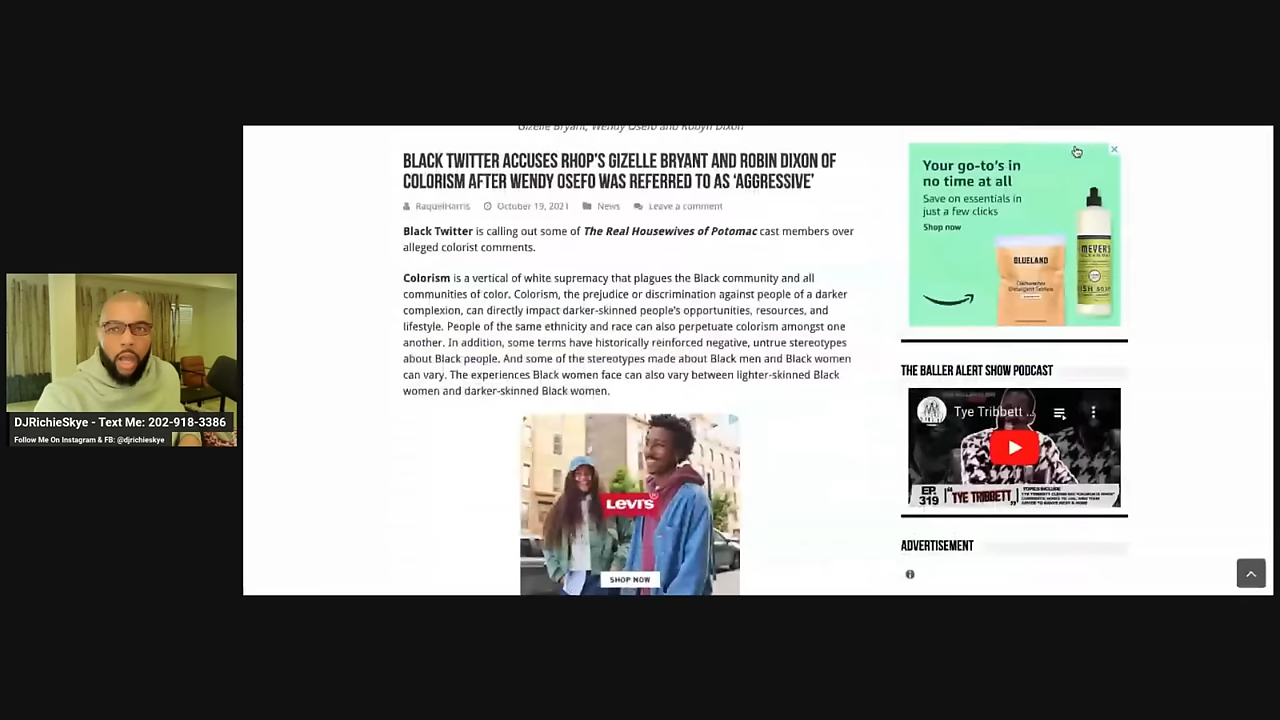 Gizelle Bryant, Wendy Osefo and Robyn Dixon
BLACK TWITTER ACCUSES RHOP'S GIZELLE BRYANT AND ROBIN DIXON OF
COLORISM AFTER WENDY OSEFO WAS REFERRED TO AS 'AGGRESSIVE'
RaquelHarris October 19, 2021 News Leave a comment
Black Twitter is calling out some of The Real Housewives of Potomac cast members over
alleged colorist comments.
Colorism is a vertical of white supremacy that plagues the Black community and all
communities of color. Colorism, the prejudice or discrimination against people of a darker
complexion, can directly impact darker-skinned people's opportunities, resources, and
lifestyle. People of the same ethnicity and race can also perpetuate colorism amongst one
another. In addition, some terms have historically reinforced negative, untrue stereotypes
about Black people. And some of the stereotypes made about Black men and Black women
can vary. The experiences Black women face can also vary between lighter-skinned Black
women and darker-skinned Black women.
Levi's
SHOP NOW
Your go-to's in
no time at all
Save on essentials in
just a few clicks
Shop now
BLUELAND
MEYER'S
DISH SOAP
THE BALLER ALERT SHOW PODCAST
Tye Tribbett ...
EP.
319
"TYE TRIBBETT"
TOPICS INCLUDE
ADVERTISEMENT
DJRichieSkye - Text Me: 202-918-3386
Follow Me On Instagram & FB: @djrichieskye